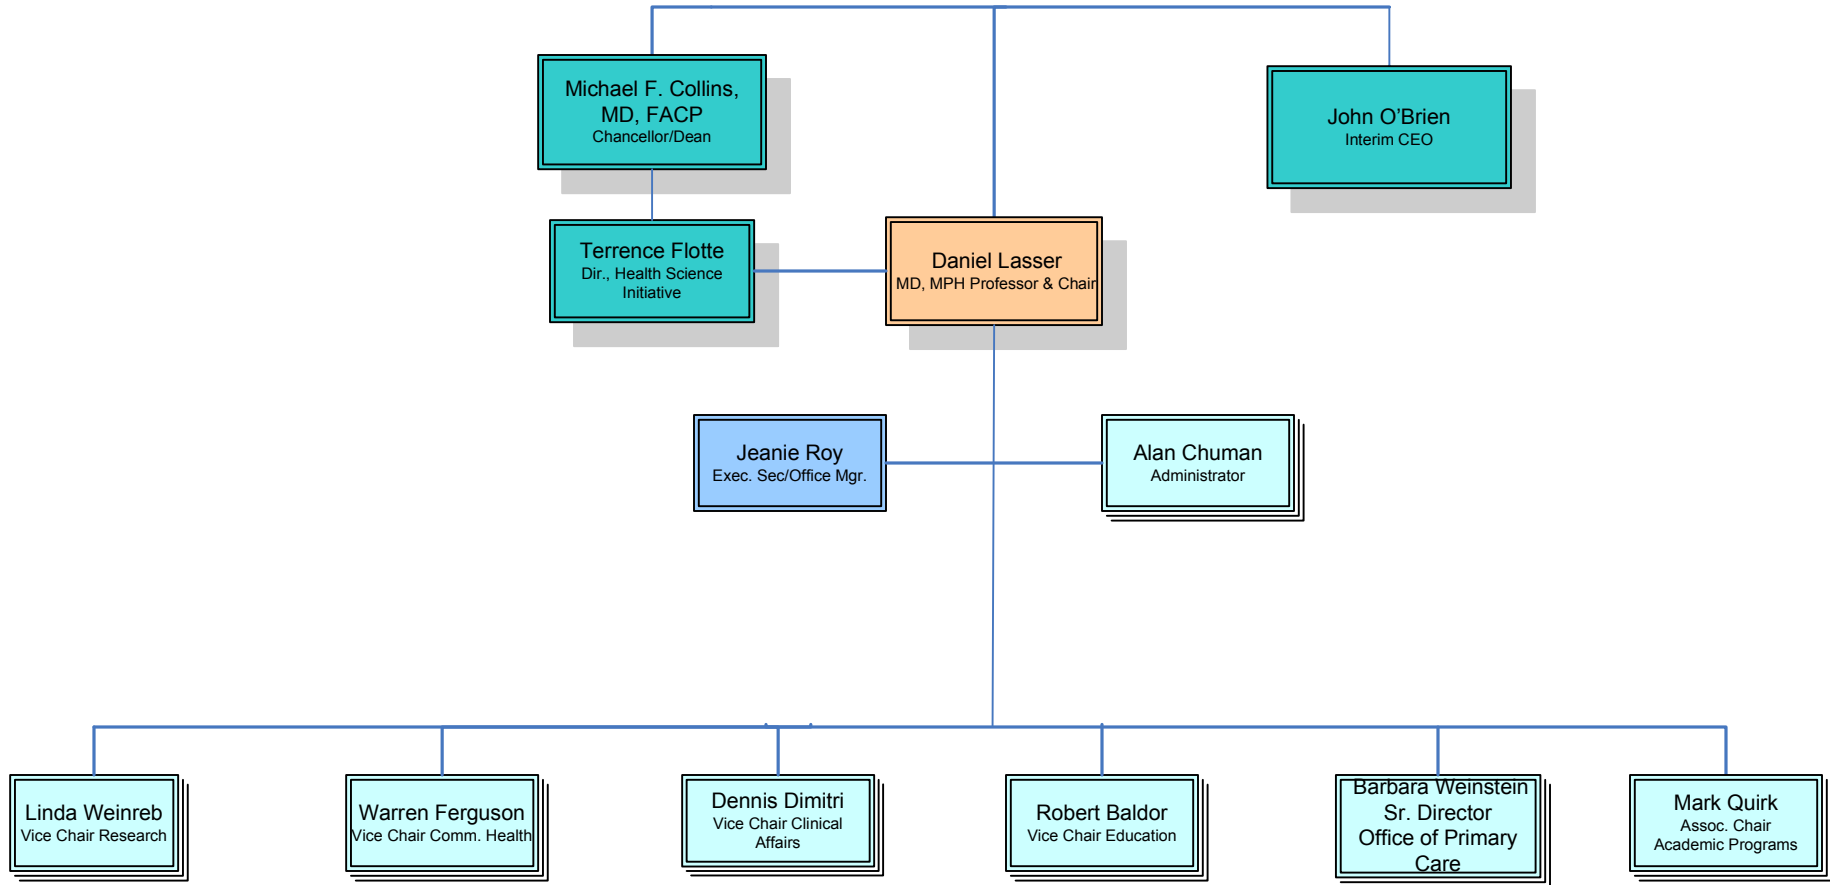 Michael F. Collins,
MD, FACP
Chancellor/Dean
John O'Brien
Interim CEO
Terrence Flotte
Dir., Health Science
Initiative
Daniel Lasser
MD, MPH Professor & Chair
Jeanie Roy
Exec. Sec/Office Mgr.
Alan Chuman
Administrator
Linda Weinreb
Vice Chair Research
Warren Ferguson
Vice Chair Comm. Health
Dennis Dimitri
Vice Chair Clinical
Affairs
Robert Baldor
Vice Chair Education
Barbara Weinstein
Sr. Director
Office of Primary
Care
Mark Quirk
Assoc. Chair
Academic Programs